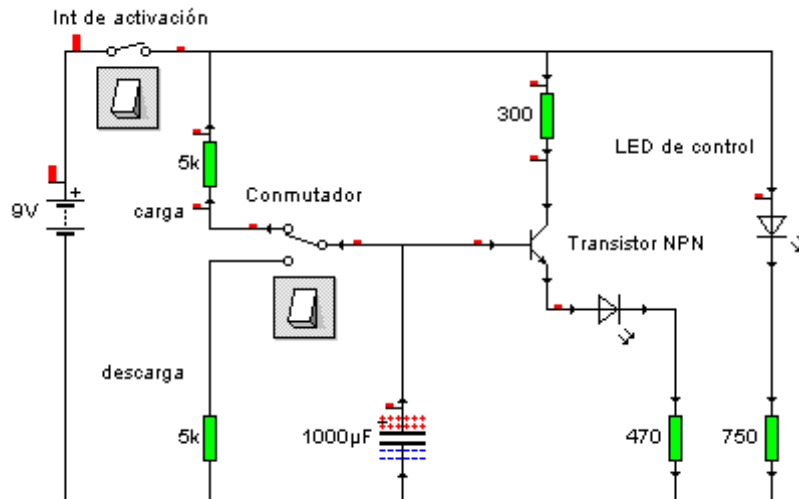 Int de activación
300
LED de control
5k
Conmutador
+
9V
carga
Transistor NPN
descarga
5k
1000µF
+
470
750